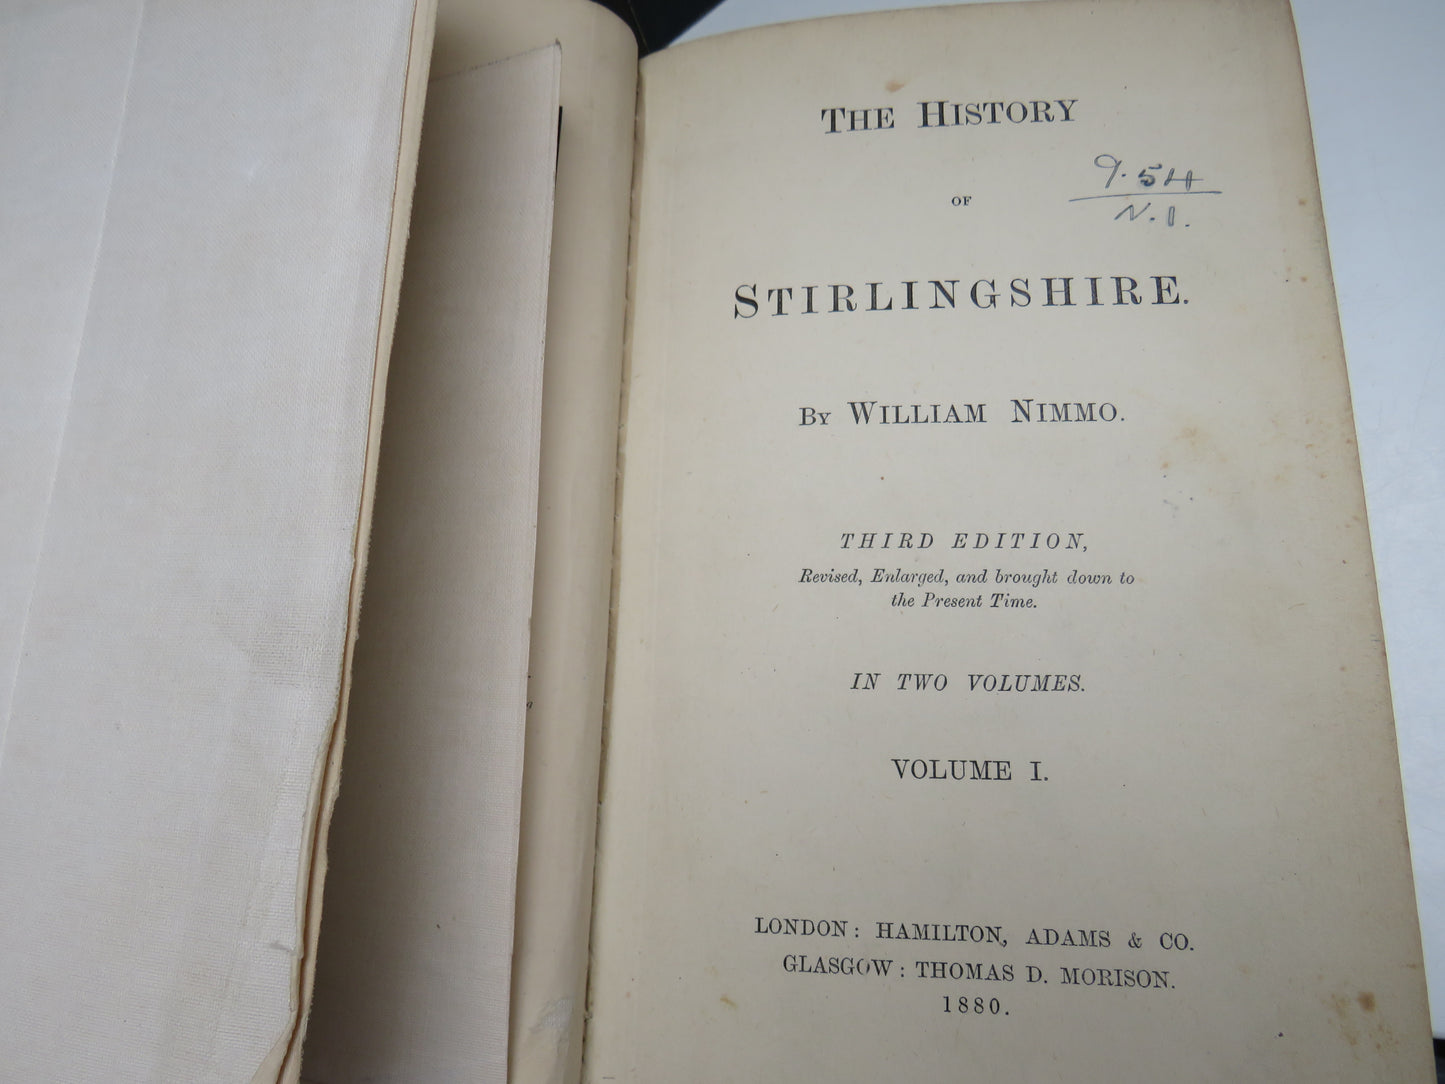 THE HISTORY
9.54
N.1.
OF
STIRLINGSHIRE.
BY WILLIAM NIMMO.
THIRD EDITION,
Revised, Enlarged, and brought down to
the Present Time.
IN TWO VOLUMES.
VOLUME I.
LONDON: HAMILTON, ADAMS & CO.
GLASGOW: THOMAS D. MORISON.
1880.